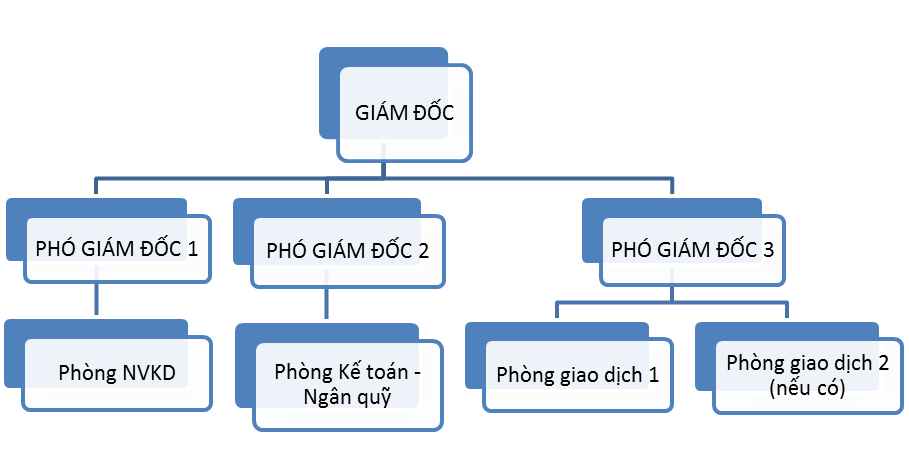 GIÁM ĐỐC
PHÓ GIÁM ĐỐC 1
PHÓ GIÁM ĐỐC 2
PHÓ GIÁM ĐỐC 3
Phòng NVKD
Phòng Kế toán -
Ngân quỹ
Phòng giao dịch 1
Phòng giao dịch 2
(nếu có)